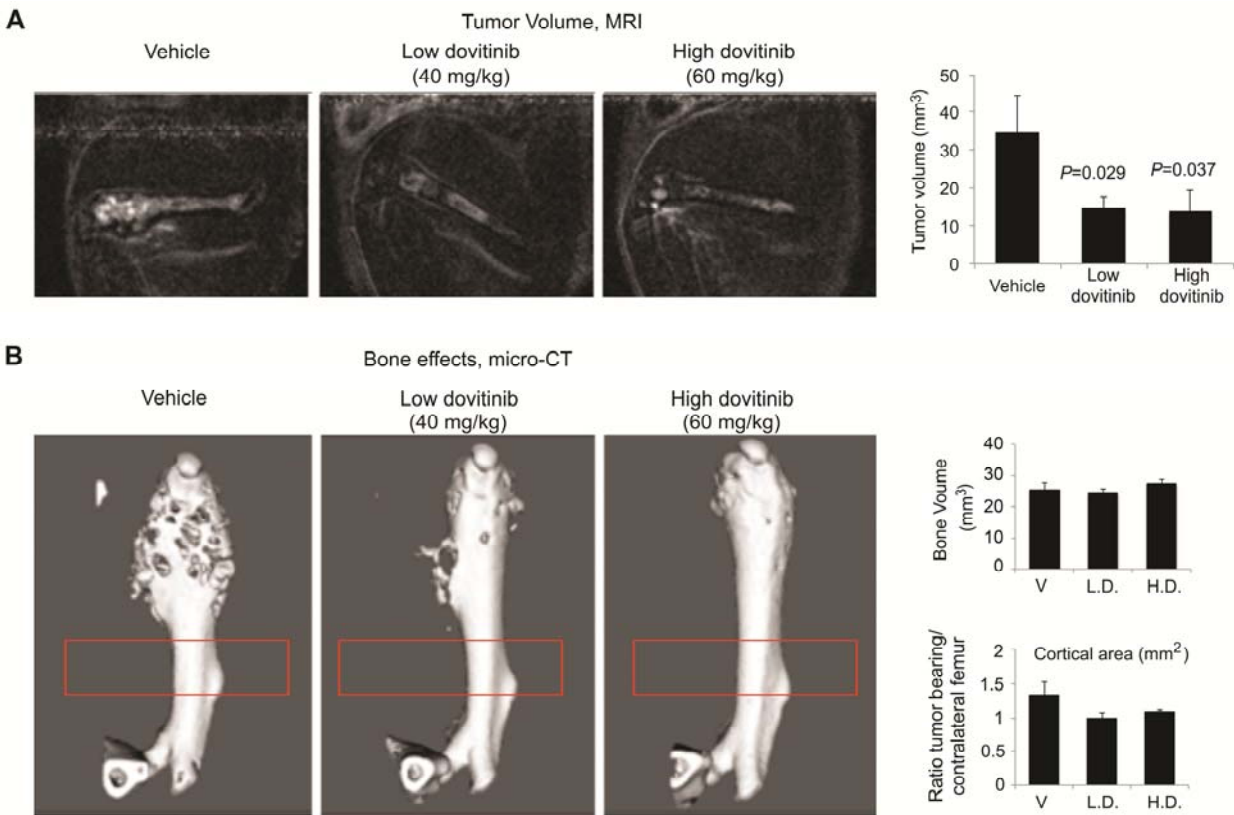 A
Tumor Volume, MRI
Vehicle
Low dovitinib
(40 mg/kg)
High dovitinib
(60 mg/kg)
Tumor volume (mm3)
50
40
30
20
10
0
P=0.029
P=0.037
Vehicle
Low
dovitinib
High
dovitinib
B
Bone effects, micro-CT
Vehicle
Low dovitinib
(40 mg/kg)
High dovitinib
(60 mg/kg)
Bone Voume
(mm3)
40
30
20
10
0
V
L.D.
H.D.
Ratio tumor bearing/
contralateral femur
Cortical area (mm2)
1.5
1
0.5
0
V
L.D.
H.D.